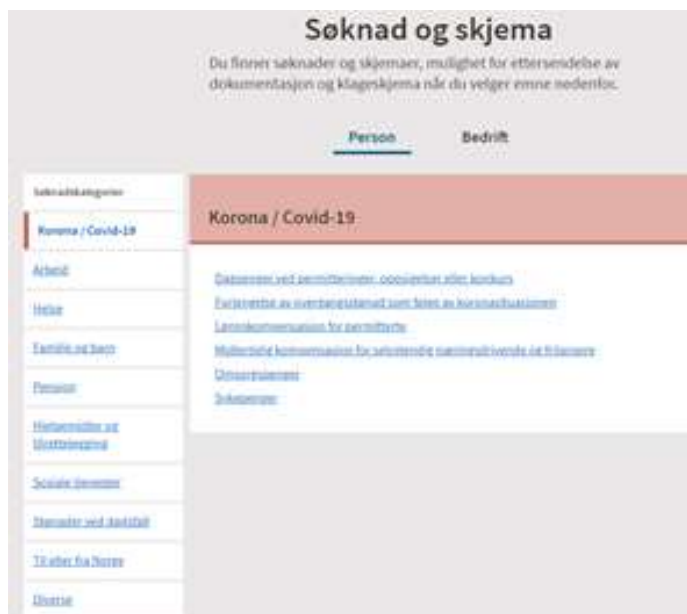 Søknad og skjema
Du finner søknader og skjemaer, mulighet for ettersendelse av
dokumentasjon og klageskjema når du velger emne nedenfor.
Person Bedrift
Søknadskategorier
Korona / Covid-19
Arbeid
Helse
Familie og barn
Pensjon
Hjelpemidler og
tilrettelegging
Sosiale tjenester
Stønader ved dødsfall
Til eller fra Norge
Diverse
Korona / Covid-19
Dagpenger ved permitteringer, oppsigelser eller konkurs
Forlengelse av overgangsstønad som følge av koronasituasjonen
Lønnskompensasjon for permitterte
Midlertidig kompensasjon for selvstendig næringsdrivende og frilansere
Omsorgspenger
Sykepenger